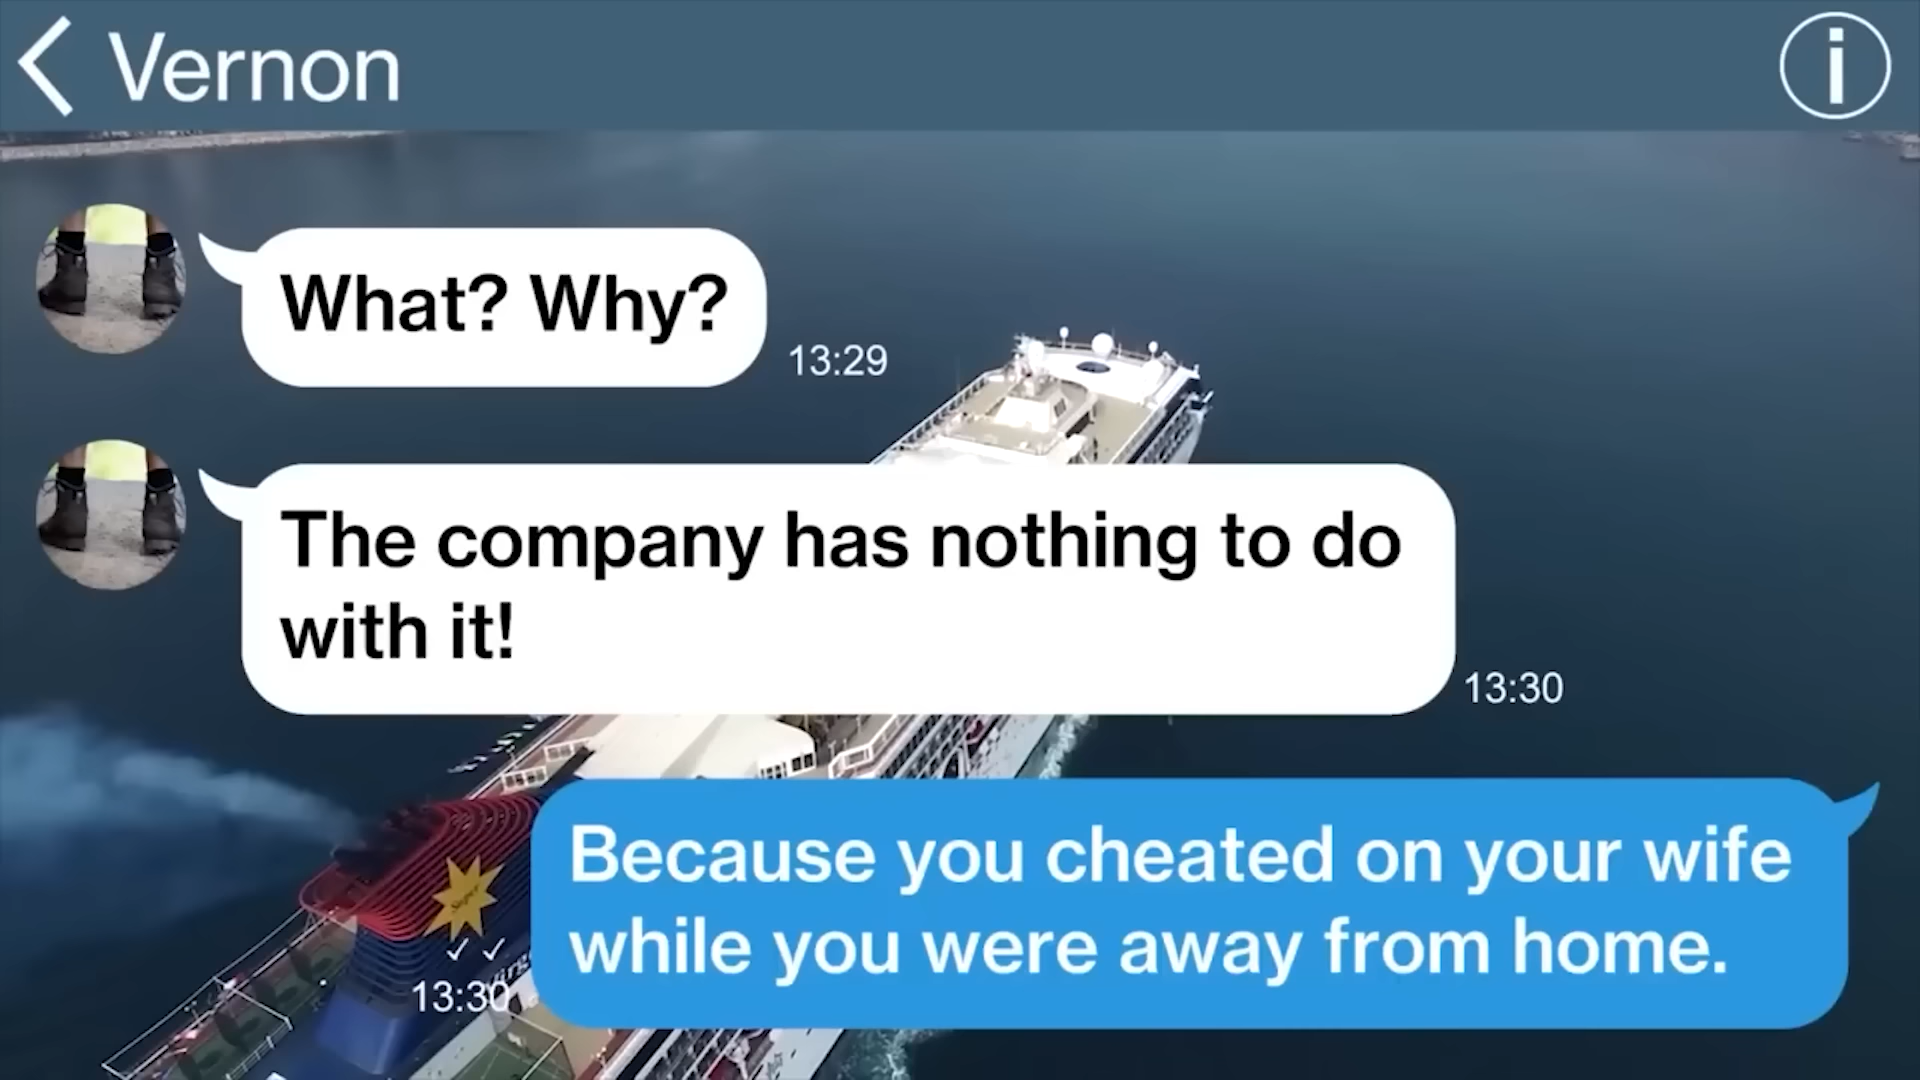 Vernon
What? Why?
13:29
The company has nothing to do
with it!
13:30
Because you cheated on your wife
while you were away from home.
13:30